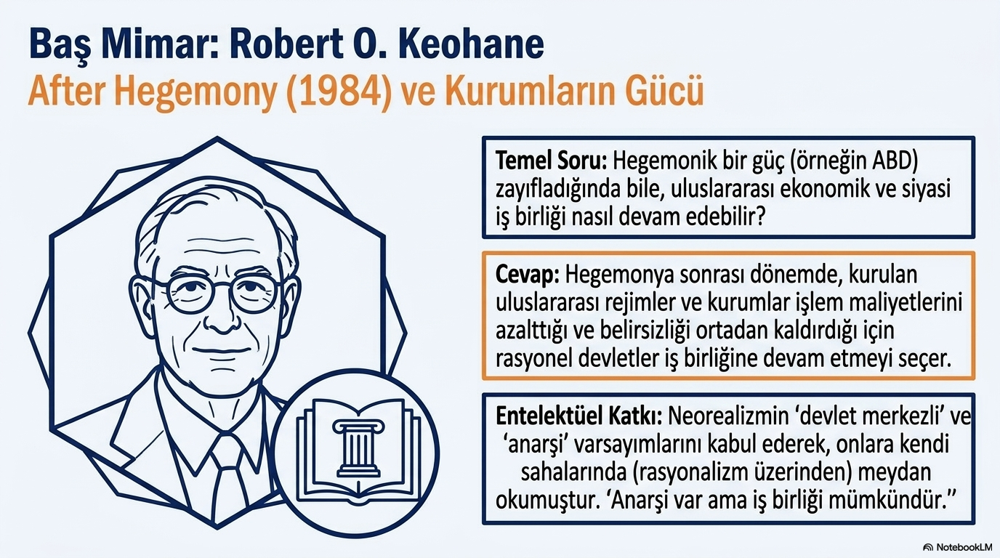 Baş Mimar: Robert O. Keohane
After Hegemony (1984) ve Kurumların Gücü
Temel Soru: Hegemonik bir güç (örneğin ABD)
zayıfladığında bile, uluslararası ekonomik ve siyasi
iş birliği nasıl devam edebilir?
Cevap: Hegemonya sonrası dönemde, kurulan
uluslararası rejimler ve kurumlar işlem maliyetlerini
azalttığı ve belirsizliği ortadan kaldırdığı için
rasyonel devletler iş birliğine devam etmeyi seçer.
Entelektüel Katkı: Neorealizmin ‘devlet merkezli’ ve
‘anarşi’ varsayımlarını kabul ederek, onlara kendi
sahalarında (rasyonalizm üzerinden) meydan
okumuştur. ‘Anarşi var ama iş birliği mümkündür.”
NotebookLM